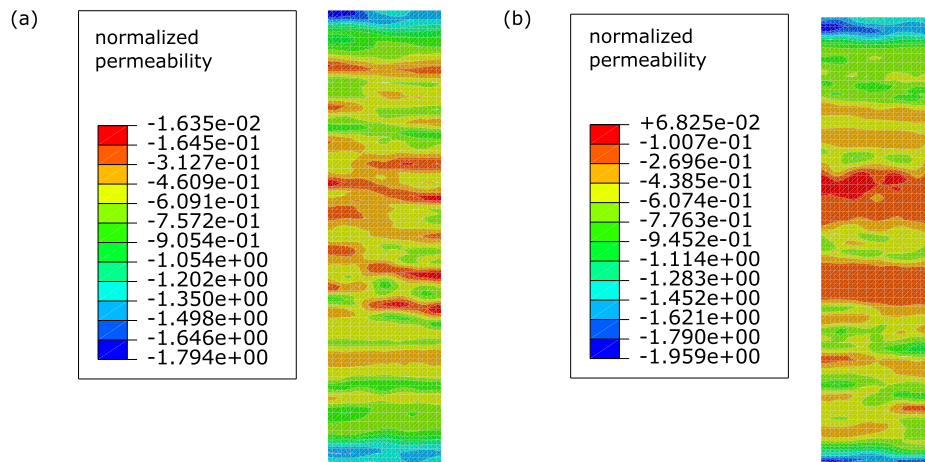 (a)
normalized
permeability
-1.635e-02
-1.645e-01
-3.127e-01
-4.609e-01
-6.091e-01
-7.572e-01
-9.054e-01
-1.054e+00
-1.202e+00
-1.350e+00
-1.498e+00
-1.646e+00
-1.794e+00
(b)
normalized
permeability
+6.825e-02
-1.007e-01
-2.696e-01
-4.385e-01
-6.074e-01
-7.763e-01
-9.452e-01
-1.114e+00
-1.283e+00
-1.452e+00
-1.621e+00
-1.790e+00
-1.959e+00